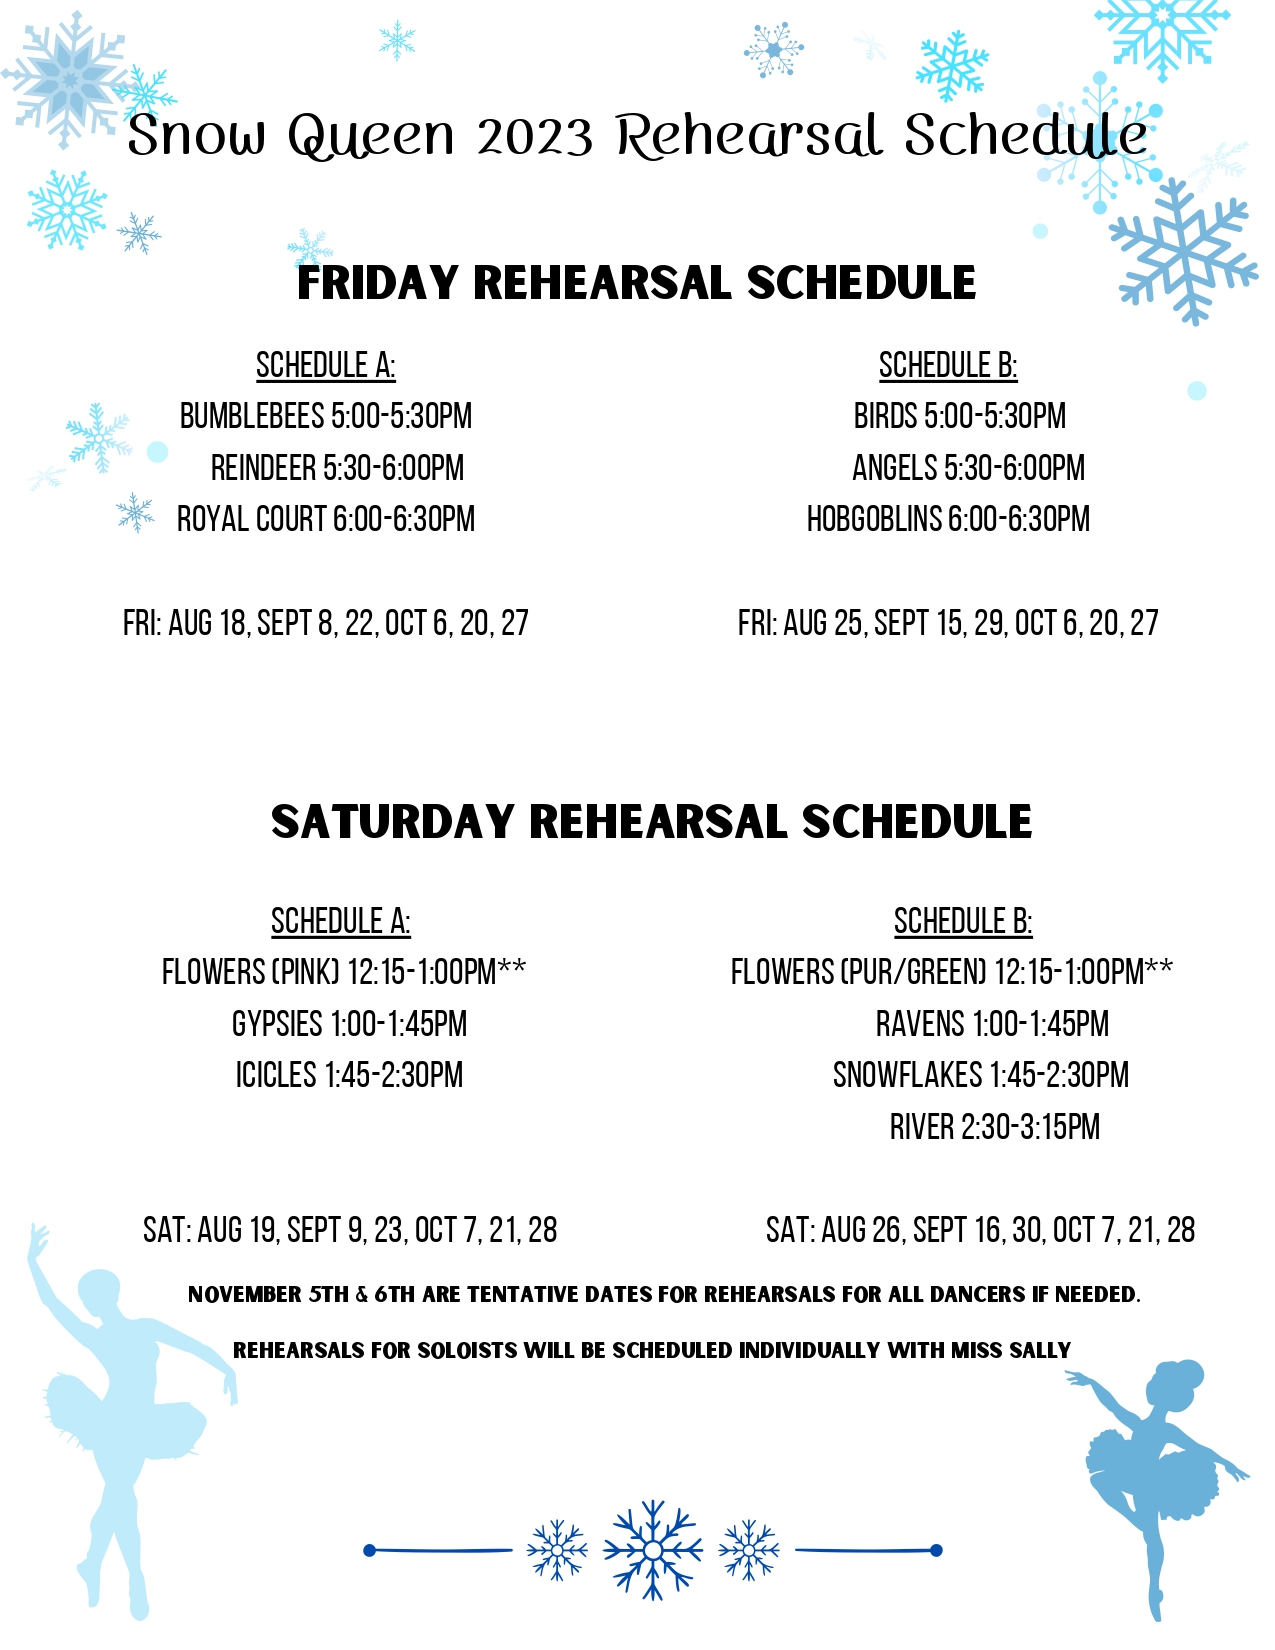 Snow Queen 2023 Rehearsal Schedule
FRIDAY REHEARSAL SCHEDULE
SCHEDULE A:
BUMBLEBEES 5:00-5:30PM
REINDEER 5:30-6:00PM
ROYAL COURT 6:00-6:30PM
FRI: AUG 18, SEPT 8, 22, OCT 6, 20, 27
SCHEDULE B:
BIRDS 5:00-5:30PM
ANGELS 5:30-6:00PM
HOBGOBLINS 6:00-6:30PM
FRI: AUG 25, SEPT 15, 29, OCT 6, 20, 27
SATURDAY REHEARSAL SCHEDULE
SCHEDULE A:
FLOWERS (PINK) 12:15-1:00PM**
GYPSIES 1:00-1:45PM
ICICLES 1:45-2:30PM
SAT: AUG 19, SEPT 9, 23, OCT 7, 21, 28
SCHEDULE B:
FLOWERS (PUR/GREEN) 12:15-1:00PM**
RAVENS 1:00-1:45PM
SNOWFLAKES 1:45-2:30PM
RIVER 2:30-3:15PM
SAT: AUG 26, SEPT 16, 30, OCT 7, 21, 28
NOVEMBER 5TH & 6TH ARE TENTATIVE DATES FOR REHEARSALS FOR ALL DANCERS IF NEEDED.
REHEARSALS FOR SOLOISTS WILL BE SCHEDULED INDIVIDUALLY WITH MISS SALLY